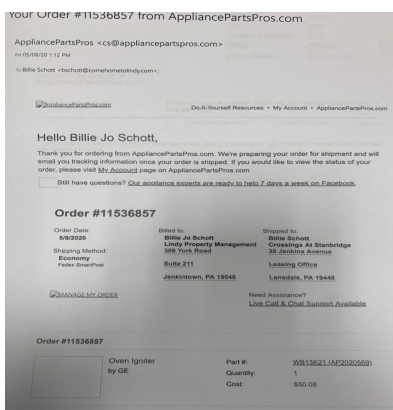 Your Order #11536857 from AppliancePartsPros.com
AppliancePartsPros <cs@appliancepartspros.com>
Fri 05/08/20 1:12 PM
To: Billie Schott <bschott@comehometolindy.com>;
AppliancePartsPros.com
Do-It-Yourself Resources • My Account • AppliancePartsPros.com
Hello Billie Jo Schott,
Thank you for ordering from AppliancePartsPros.com. We're preparing your order for shipment and will
email you tracking information once your order is shipped. If you would like to view the status of your
order, please visit My Account page on AppliancePartsPros.com
Still have questions? Our appliance experts are ready to help 7 days a week on Facebook.
Order #11536857
Order Date:
5/8/2020
Shipping Method:
Economy
Fedex SmartPost
Billed to:
Billie Jo Schott
Lindy Property Management
309 York Road
Suite 211
Jenkintown, PA 19046
Shipped to:
Billie Schott
Crossings At Stanbridge
30 Jenkins Avenue
Leasing Office
Lansdale, PA 19446
MANAGE MY ORDER
Need Assistance?
Live Call & Chat Support Available
Order #11536857
Oven Igniter
by GE
Part #: WB13K21 (AP2020569)
Quantity: 1
Cost: $50.08